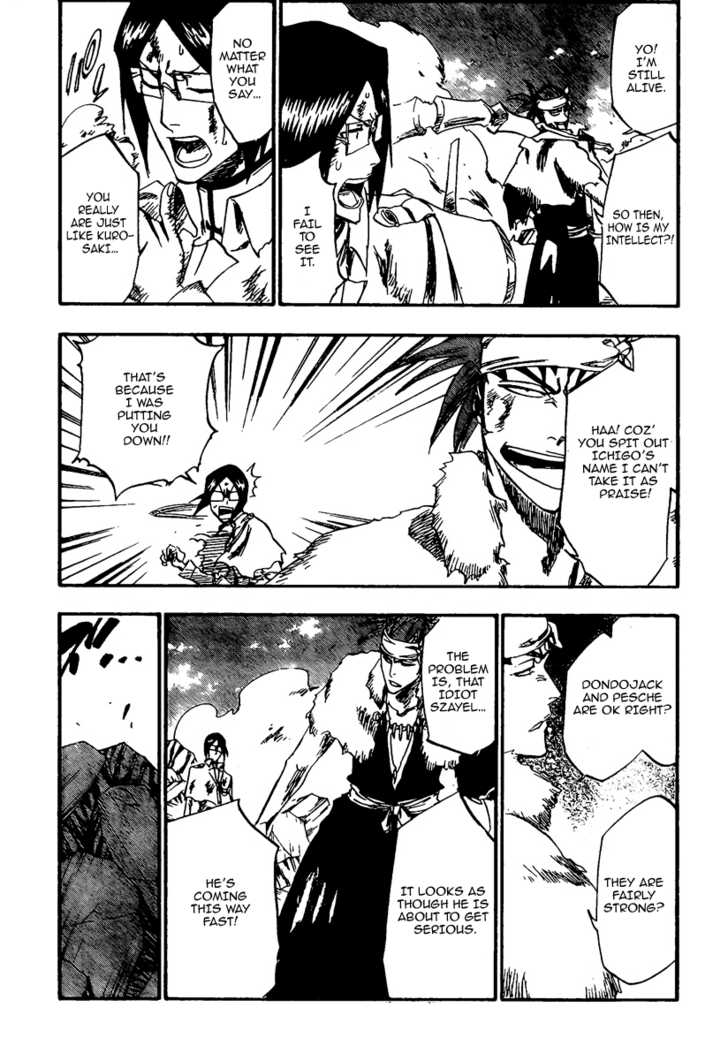 YO!
I'M
STILL
ALIVE.
SO THEN,
HOW IS MY
INTELLECT?!
I
FAIL
TO
SEE
IT.
NO
MATTER
WHAT
YOU
SAY...
YOU
REALLY
ARE JUST
LIKE KURO-
SAKI...
HAA! COZ'
YOU SPIT OUT
ICHIGO'S
NAME I CAN'T
TAKE IT AS
PRAISE!
THAT'S
BECAUSE
I WAS
PUTTING
YOU
DOWN!!
DONDOJACK
AND PESCHE
ARE OK RIGHT?
THEY ARE
FAIRLY
STRONG?
THE
PROBLEM
IS, THAT
IDIOT
SZAYEL...
IT LOOKS AS
THOUGH HE IS
ABOUT TO GET
SERIOUS.
HE'S
COMING
THIS WAY
FAST!